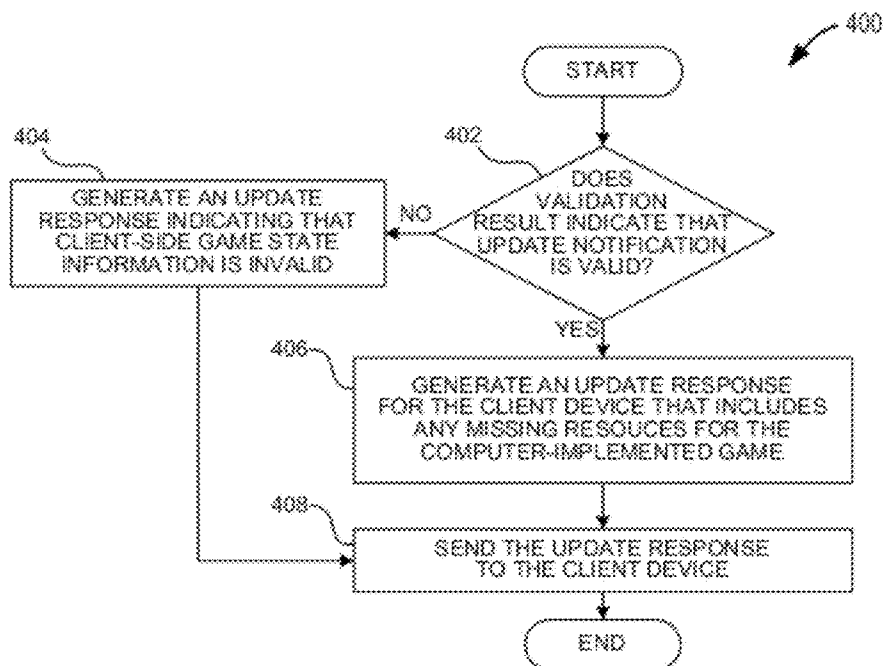 400
START
402
DOES
VALIDATION
RESULT INDICATE THAT
UPDATE NOTIFICATION
IS VALID?
NO
404
GENERATE AN UPDATE
RESPONSE INDICATING THAT
CLIENT-SIDE GAME STATE
INFORMATION IS INVALID
YES
406
GENERATE AN UPDATE RESPONSE
FOR THE CLIENT DEVICE THAT INCLUDES
ANY MISSING RESOUCES FOR THE
COMPUTER-IMPLEMENTED GAME
408
SEND THE UPDATE RESPONSE
TO THE CLIENT DEVICE
END